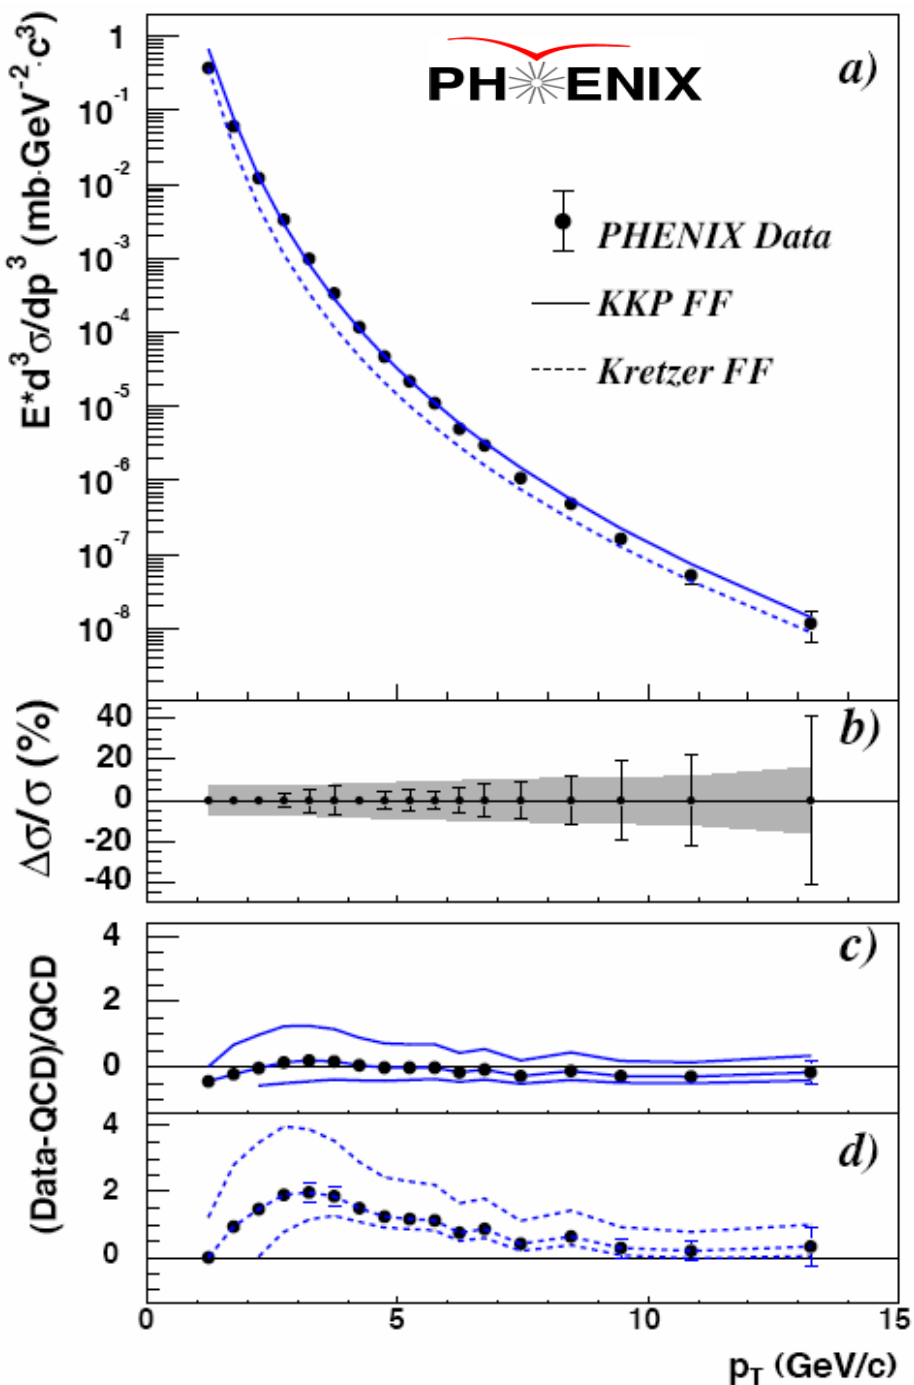 E*d³σ/dp³ (mb·GeV⁻²·c³)
1
10⁻¹
10⁻²
10⁻³
10⁻⁴
10⁻⁵
10⁻⁶
10⁻⁷
10⁻⁸
PHENIX
a)
PHENIX Data
KKP FF
Kretzer FF
Δσ/σ (%)
40
20
0
-20
-40
b)
(Data-QCD)/QCD
4
2
0
c)
4
2
0
d)
0
5
10
15
p_T (GeV/c)